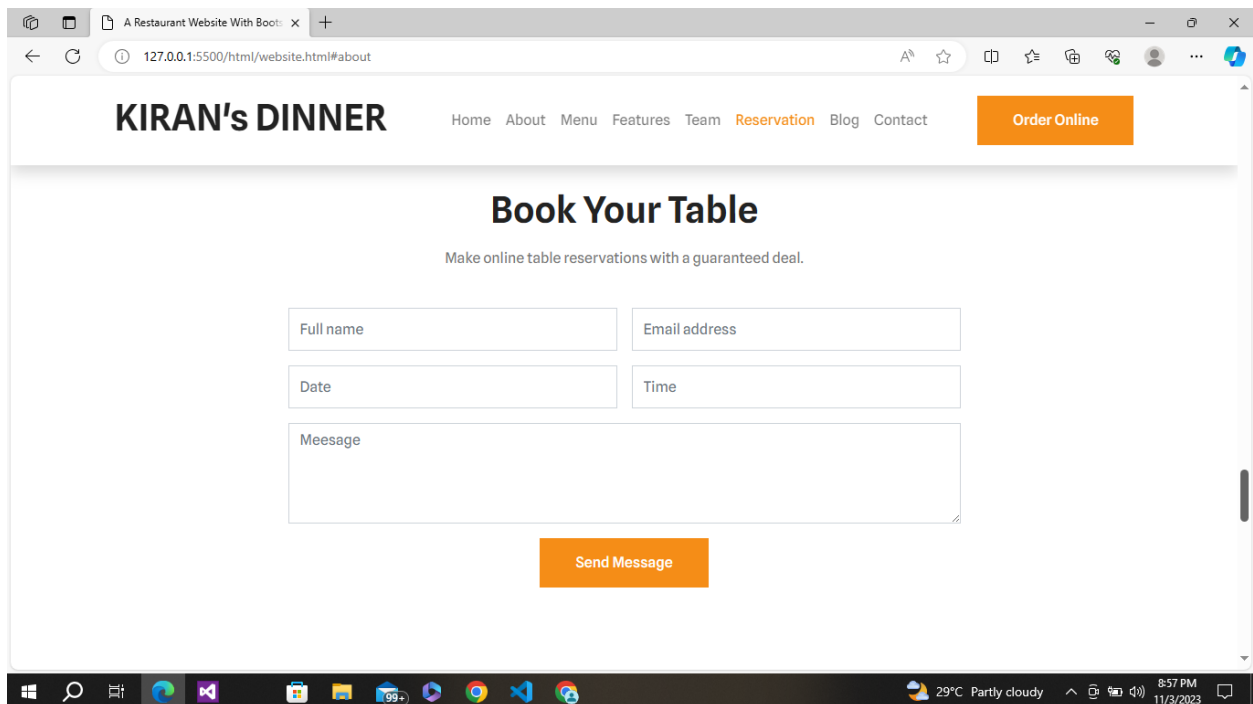 A Restaurant Website With Boots
127.0.0.1:5500/html/website.html#about
KIRAN's DINNER
Home About Menu Features Team Reservation Blog Contact
Order Online
Book Your Table
Make online table reservations with a guaranteed deal.
Full name Email address
Date Time
Meesage
Send Message
99+
29°C Partly cloudy
8:57 PM
11/3/2023